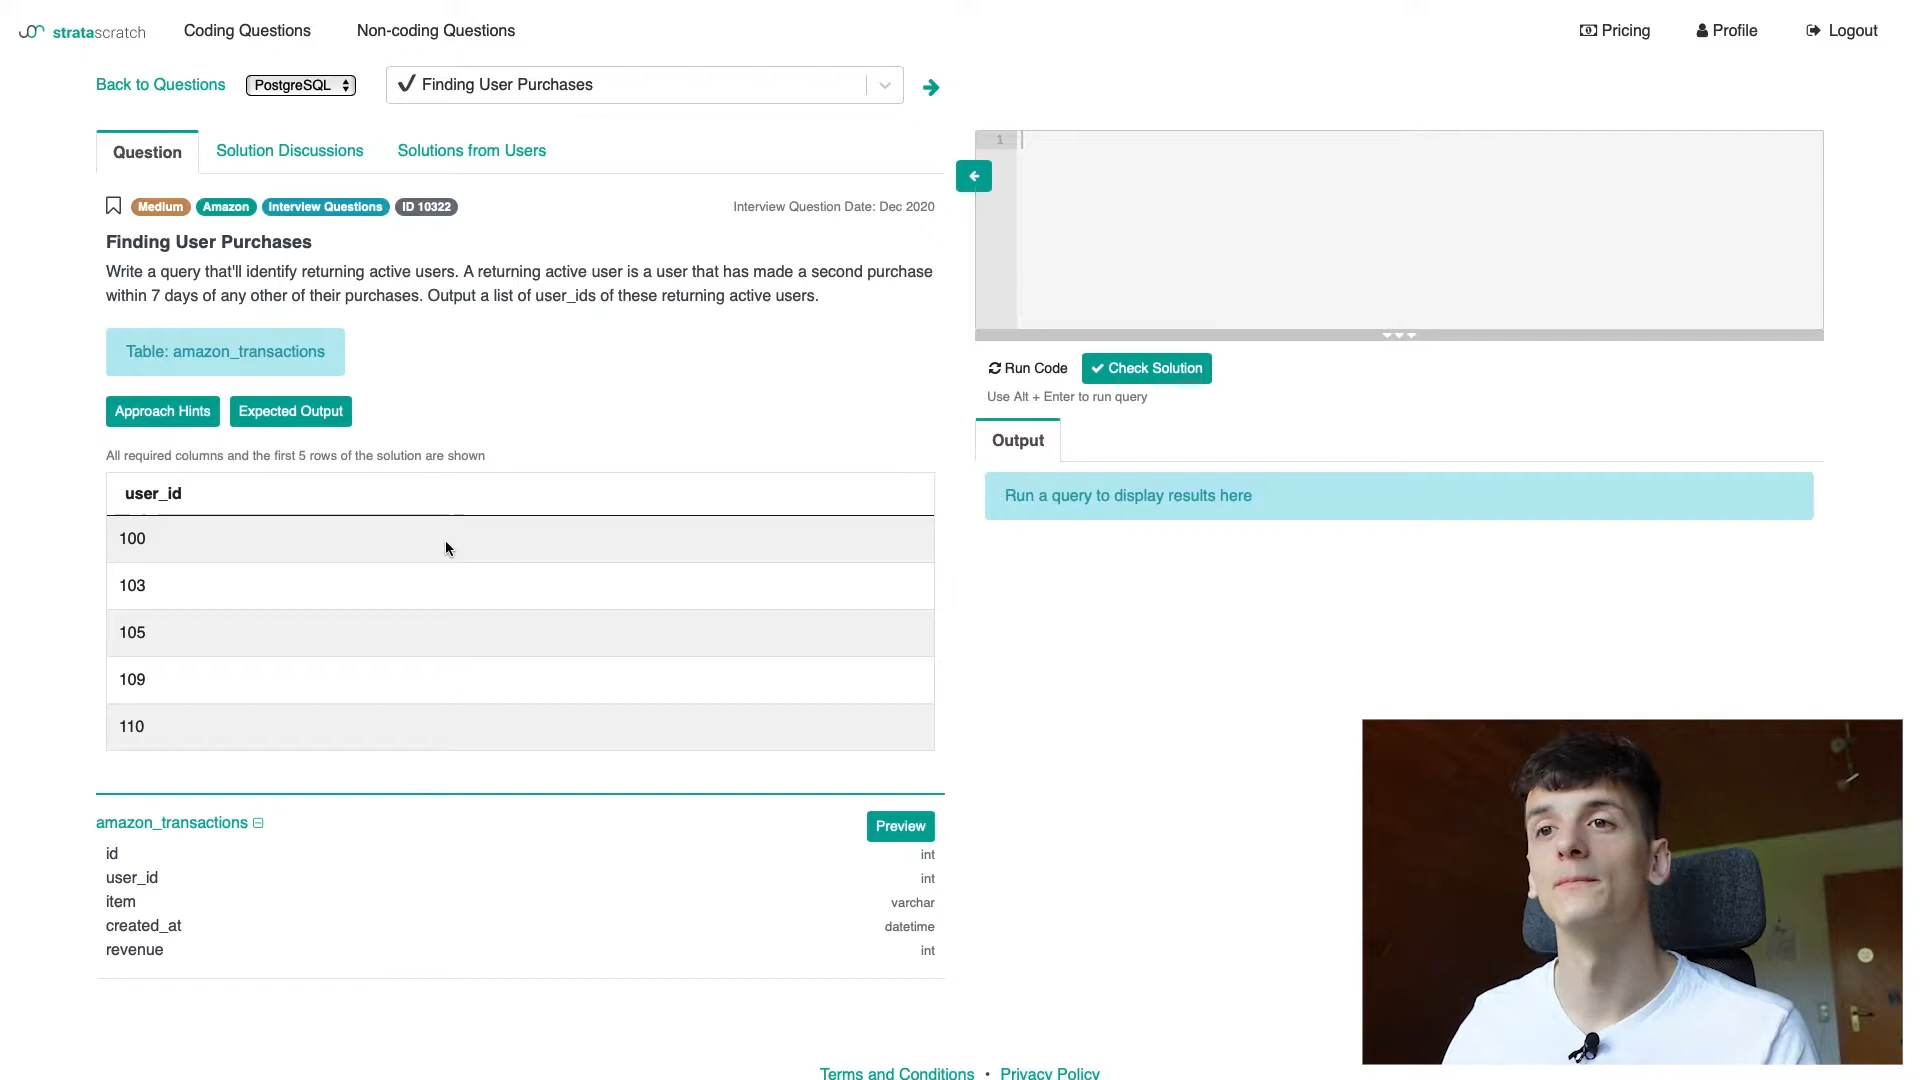 stratascratch
Coding Questions
Non-coding Questions
Pricing
Profile
Logout
Back to Questions
PostgreSQL
Finding User Purchases
Question
Solution Discussions
Solutions from Users
Medium
Amazon
Interview Questions
ID 10322
Interview Question Date: Dec 2020
Finding User Purchases
Write a query that'll identify returning active users. A returning active user is a user that has made a second purchase
within 7 days of any other of their purchases. Output a list of user_ids of these returning active users.
Table: amazon_transactions
Approach Hints
Expected Output
All required columns and the first 5 rows of the solution are shown
user_id
100
103
105
109
110
amazon_transactions
Preview
id int
user_id int
item varchar
created_at datetime
revenue int
1
Run Code
Check Solution
Use Alt + Enter to run query
Output
Run a query to display results here
Terms and Conditions • Privacy Policy